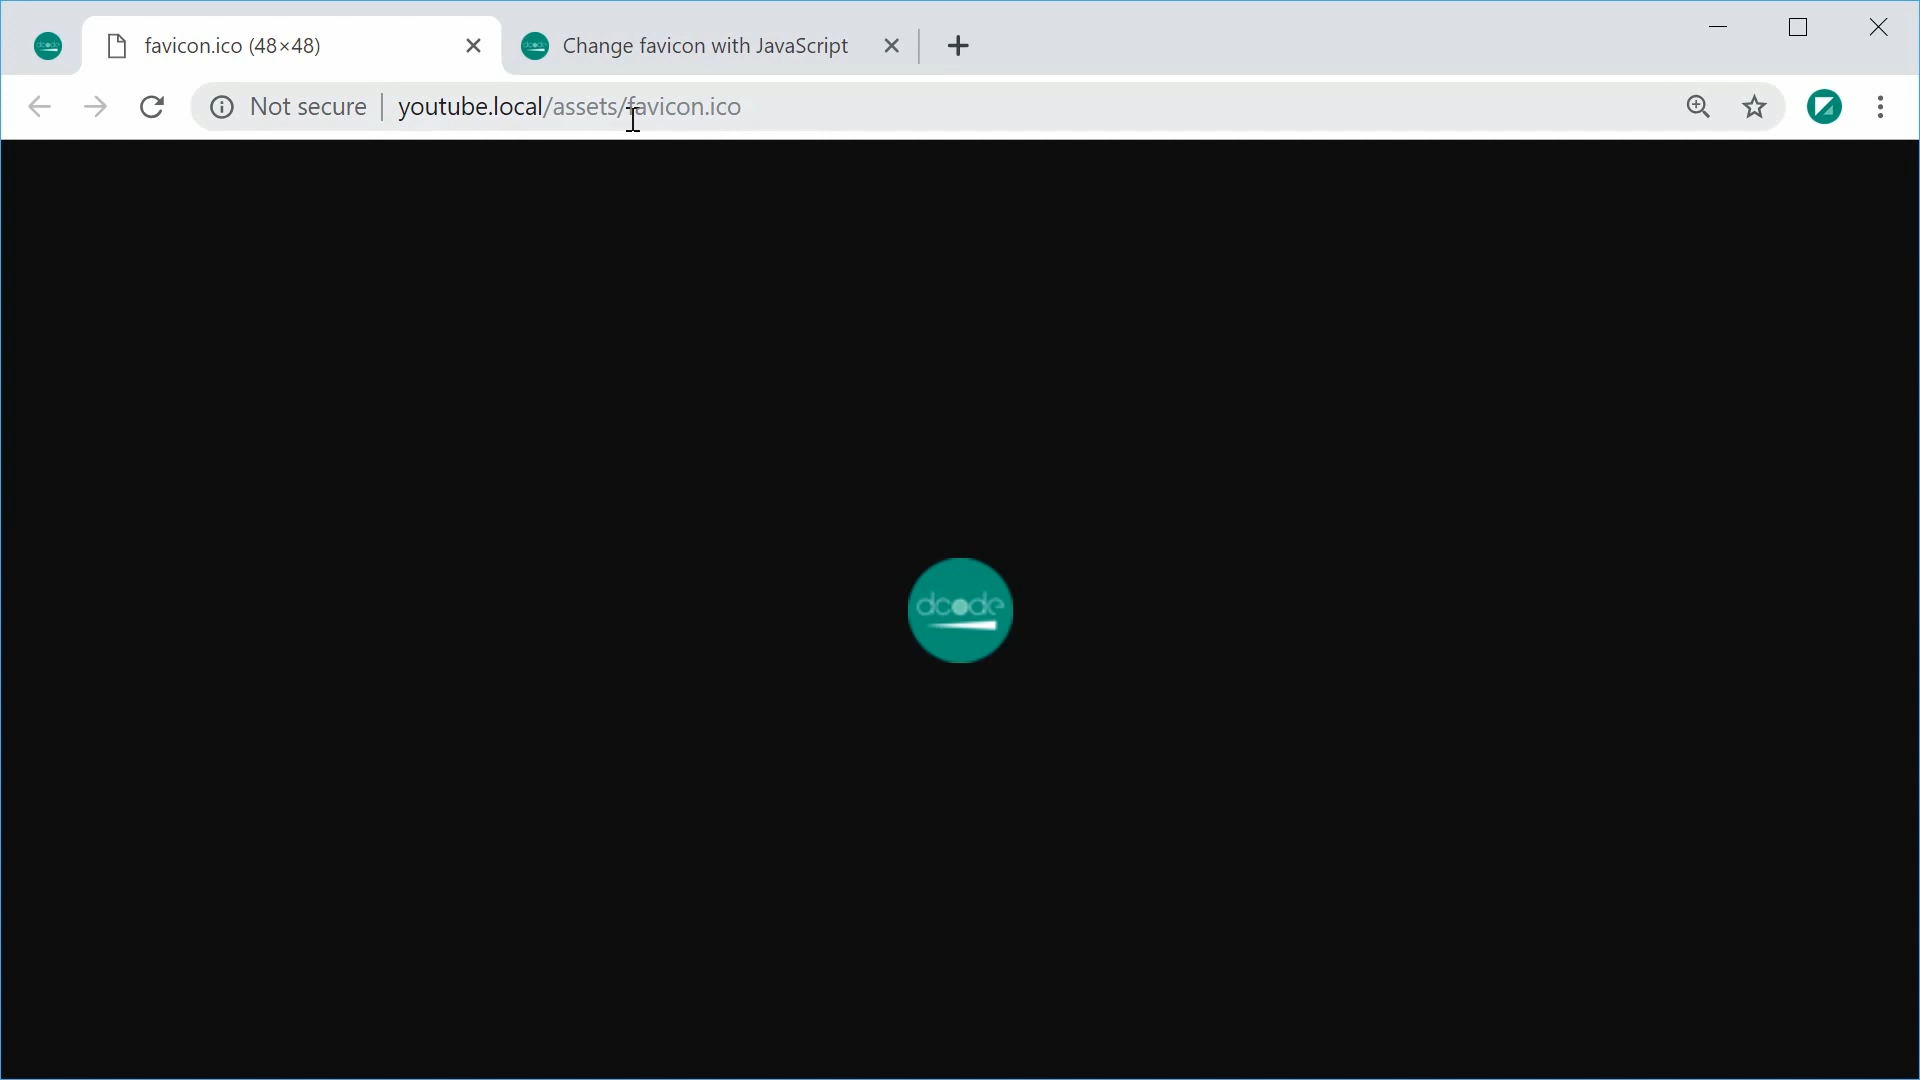 favicon.ico (48×48)
Change favicon with JavaScript
Not secure
youtube.local/assets/favicon.ico
dcode